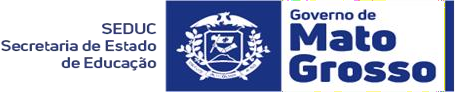 SEDUC
Secretaria de Estado
de Educação
Governo de
Mato
Grosso